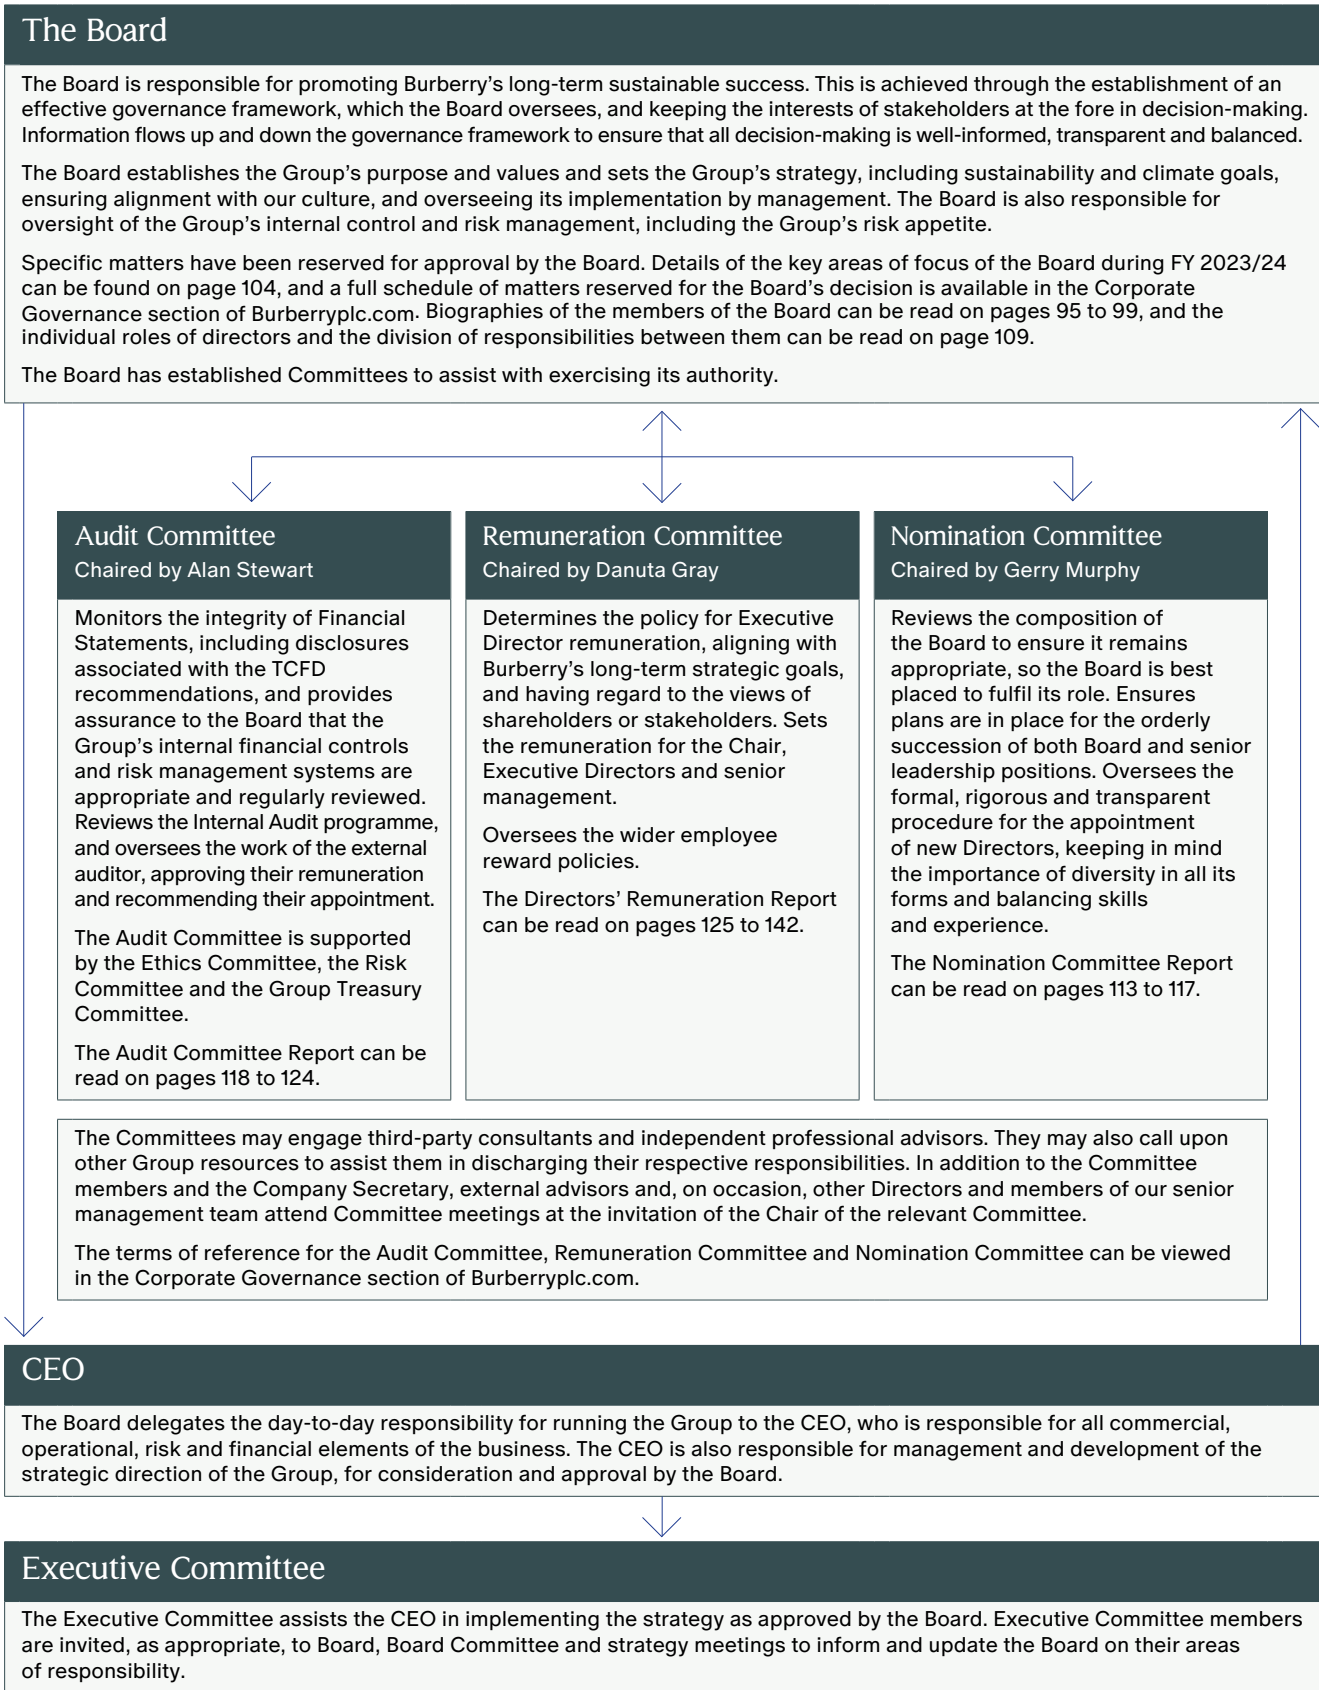 The Board
The Board is responsible for promoting Burberry's long-term sustainable success. This is achieved through the establishment of an
effective governance framework, which the Board oversees, and keeping the interests of stakeholders at the fore in decision-making.
Information flows up and down the governance framework to ensure that all decision-making is well-informed, transparent and balanced.
The Board establishes the Group's purpose and values and sets the Group's strategy, including sustainability and climate goals,
ensuring alignment with our culture, and overseeing its implementation by management. The Board is also responsible for
oversight of the Group's internal control and risk management, including the Group's risk appetite.
Specific matters have been reserved for approval by the Board. Details of the key areas of focus of the Board during FY 2023/24
can be found on page 104, and a full schedule of matters reserved for the Board's decision is available in the Corporate
Governance section of Burberryplc.com. Biographies of the members of the Board can be read on pages 95 to 99, and the
individual roles of directors and the division of responsibilities between them can be read on page 109.
The Board has established Committees to assist with exercising its authority.
Audit Committee
Chaired by Alan Stewart
Monitors the integrity of Financial
Statements, including disclosures
associated with the TCFD
recommendations, and provides
assurance to the Board that the
Group's internal financial controls
and risk management systems are
appropriate and regularly reviewed.
Reviews the Internal Audit programme,
and oversees the work of the external
auditor, approving their remuneration
and recommending their appointment.
The Audit Committee is supported
by the Ethics Committee, the Risk
Committee and the Group Treasury
Committee.
The Audit Committee Report can be
read on pages 118 to 124.
Remuneration Committee
Chaired by Danuta Gray
Determines the policy for Executive
Director remuneration, aligning with
Burberry's long-term strategic goals,
and having regard to the views of
shareholders or stakeholders. Sets
the remuneration for the Chair,
Executive Directors and senior
management.
Oversees the wider employee
reward policies.
The Directors' Remuneration Report
can be read on pages 125 to 142.
Nomination Committee
Chaired by Gerry Murphy
Reviews the composition of
the Board to ensure it remains
appropriate, so the Board is best
placed to fulfil its role. Ensures
plans are in place for the orderly
succession of both Board and senior
leadership positions. Oversees the
formal, rigorous and transparent
procedure for the appointment
of new Directors, keeping in mind
the importance of diversity in all its
forms and balancing skills
and experience.
The Nomination Committee Report
can be read on pages 113 to 117.
The Committees may engage third-party consultants and independent professional advisors. They may also call upon
other Group resources to assist them in discharging their respective responsibilities. In addition to the Committee
members and the Company Secretary, external advisors and, on occasion, other Directors and members of our senior
management team attend Committee meetings at the invitation of the Chair of the relevant Committee.
The terms of reference for the Audit Committee, Remuneration Committee and Nomination Committee can be viewed
in the Corporate Governance section of Burberryplc.com.
CEO
The Board delegates the day-to-day responsibility for running the Group to the CEO, who is responsible for all commercial,
operational, risk and financial elements of the business. The CEO is also responsible for management and development of the
strategic direction of the Group, for consideration and approval by the Board.
Executive Committee
The Executive Committee assists the CEO in implementing the strategy as approved by the Board. Executive Committee members
are invited, as appropriate, to Board, Board Committee and strategy meetings to inform and update the Board on their areas
of responsibility.